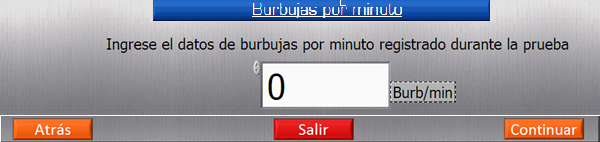 Burbujas por minuto
Ingrese el datos de burbujas por minuto registrado durante la prueba
0 Burb/min
Atrás Salir Continuar